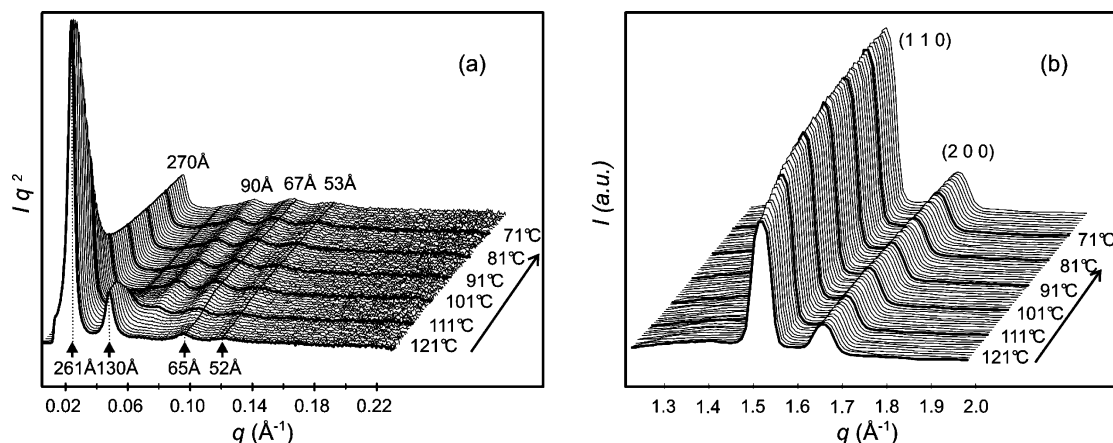 (a)
270Å
90Å 67Å 53Å
I q 2
71℃
81℃
91℃
101℃
111℃
121℃
261Å 130Å 65Å 52Å
0.02 0.06 0.10 0.14 0.18 0.22
q (Å-1)
(b)
(1 1 0)
(2 0 0)
I (a.u.)
71℃
81℃
91℃
101℃
111℃
121℃
1.3 1.4 1.5 1.6 1.7 1.8 1.9 2.0
q (Å-1)